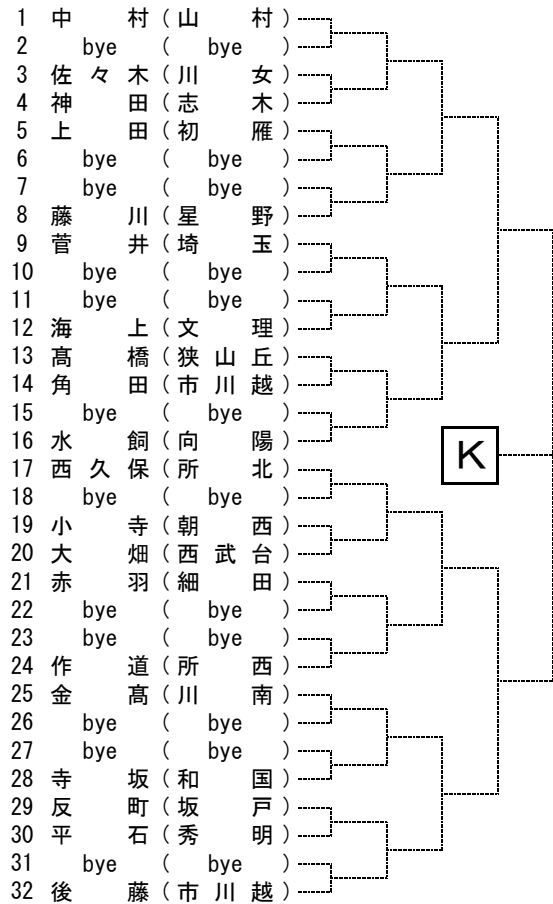 1 中村(山村)
2 bye(bye)
3 佐々木(川女)
4 神田(志木)
5 上田(初雁)
6 bye(bye)
7 bye(bye)
8 藤川(星野)
9 菅井(埼玉)
10 bye(bye)
11 bye(bye)
12 海上(文理)
13 髙橋(狭山丘)
14 角田(市川越)
15 bye(bye)
16 水飼(向陽)
K
17 西久保(所北)
18 bye(bye)
19 小寺(朝西)
20 大畑(西武台)
21 赤羽(細田)
22 bye(bye)
23 bye(bye)
24 作道(所西)
25 金髙(川南)
26 bye(bye)
27 bye(bye)
28 寺坂(和国)
29 反町(坂戸)
30 平石(秀明)
31 bye(bye)
32 後藤(市川越)